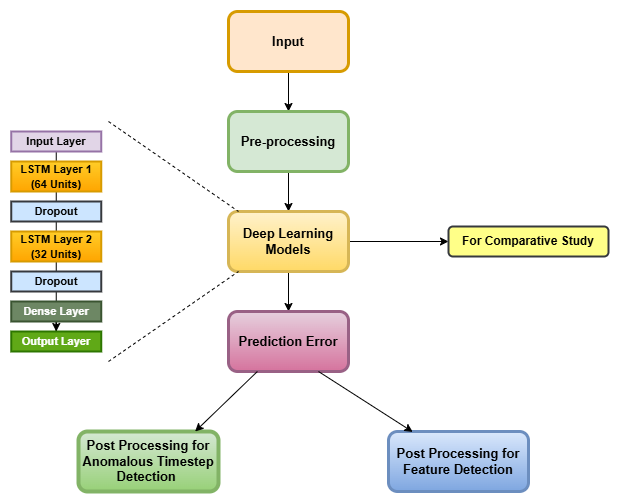 Input
Pre-processing
Input Layer
LSTM Layer 1
(64 Units)
Dropout
LSTM Layer 2
(32 Units)
Dropout
Dense Layer
Output Layer
Deep Learning
Models
For Comparative Study
Prediction Error
Post Processing for
Anomalous Timestep
Detection
Post Processing for
Feature Detection